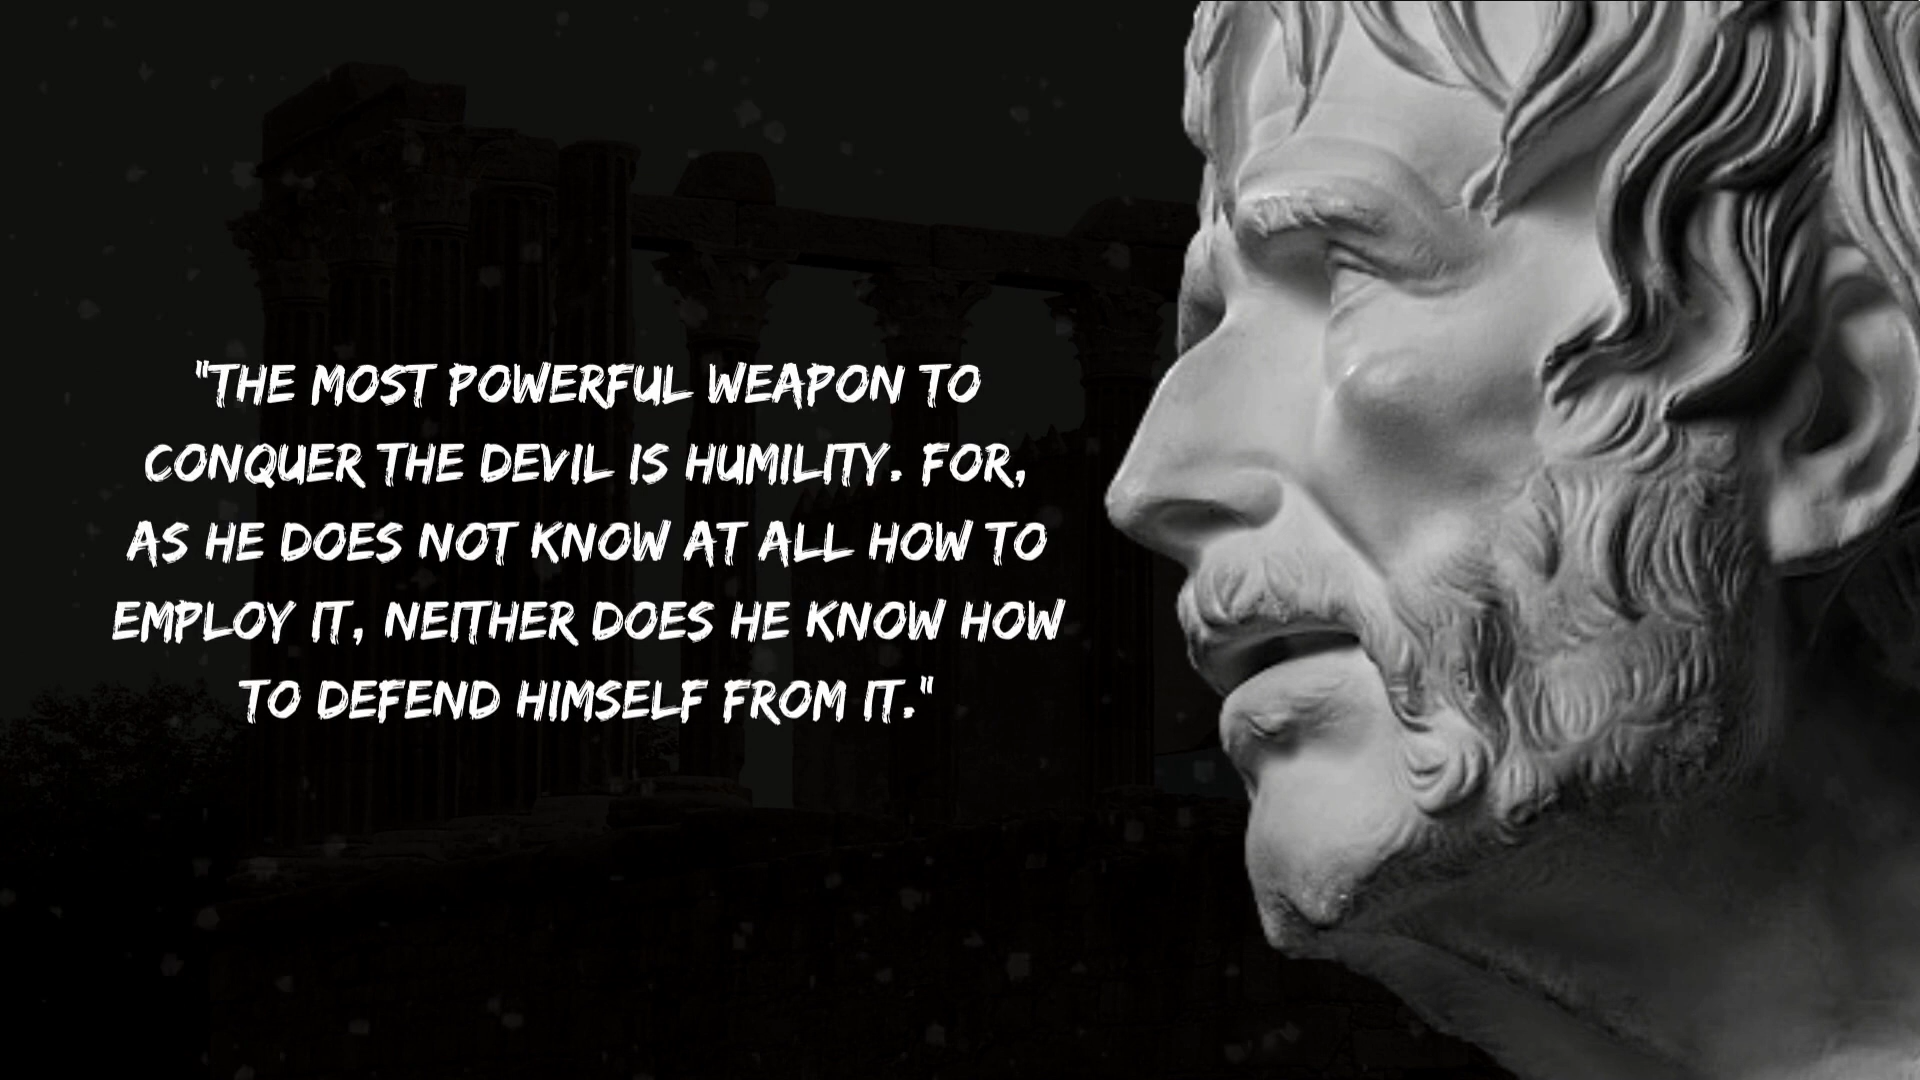 "THE MOST POWERFUL WEAPON TO
CONQUER THE DEVIL IS HUMILITY. FOR,
AS HE DOES NOT KNOW AT ALL HOW TO
EMPLOY IT, NEITHER DOES HE KNOW HOW
TO DEFEND HIMSELF FROM IT."